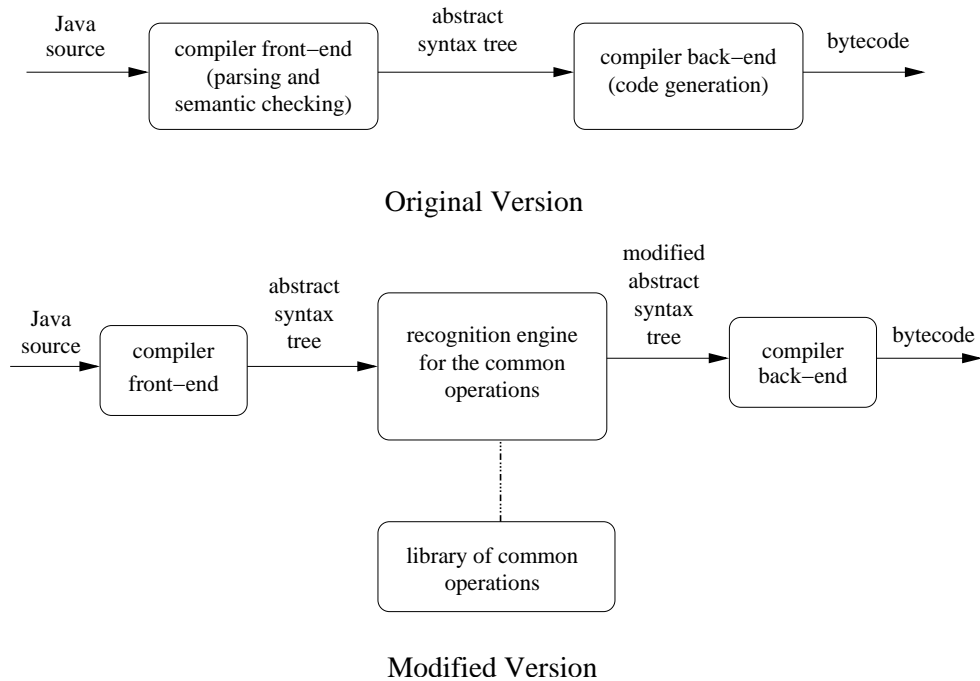 Java
source
compiler front−end
(parsing and
semantic checking)
abstract
syntax tree
compiler back−end
(code generation)
bytecode
Original Version
Java
source
compiler
front−end
abstract
syntax
tree
recognition engine
for the common
operations
modified
abstract
syntax
tree
compiler
back−end
bytecode
library of common
operations
Modified Version